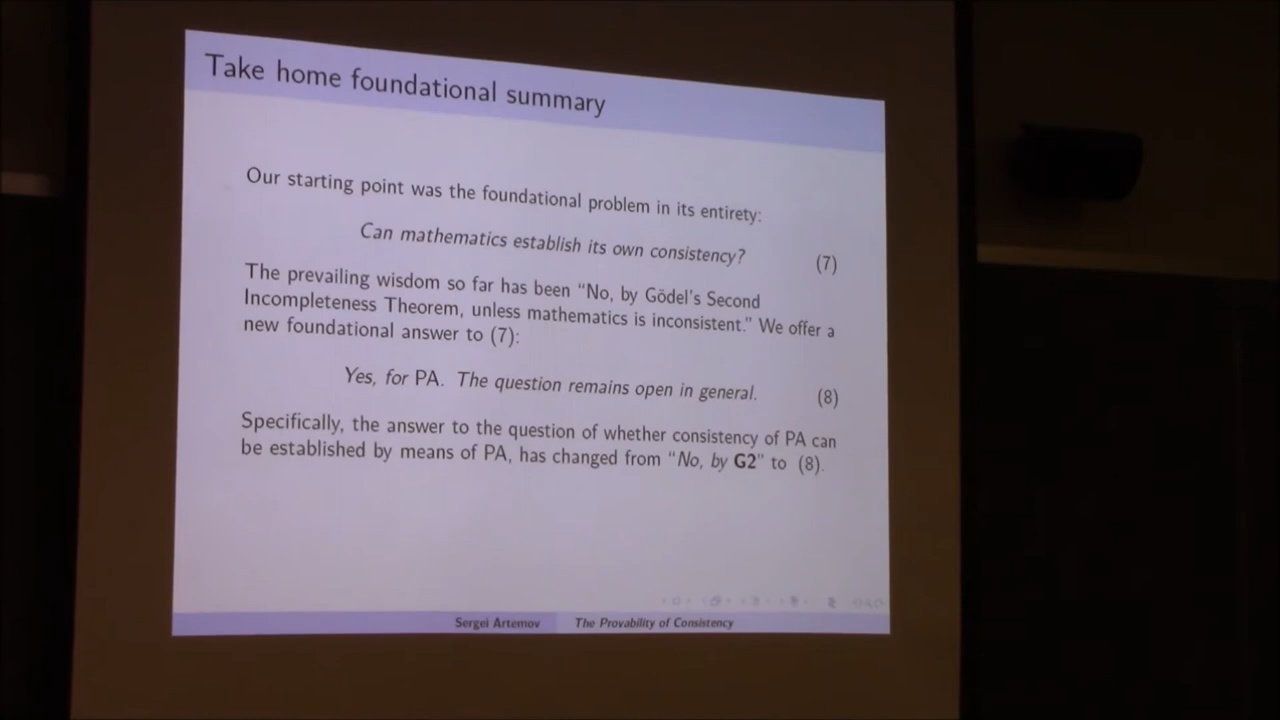 Take home foundational summary
Our starting point was the foundational problem in its entirety:
Can mathematics establish its own consistency? (7)
The prevailing wisdom so far has been “No, by Gödel's Second
Incompleteness Theorem, unless mathematics is inconsistent.” We offer a
new foundational answer to (7):
Yes, for PA. The question remains open in general. (8)
Specifically, the answer to the question of whether consistency of PA can
be established by means of PA, has changed from “No, by G2” to (8).
Sergei Artemov The Provability of Consistency